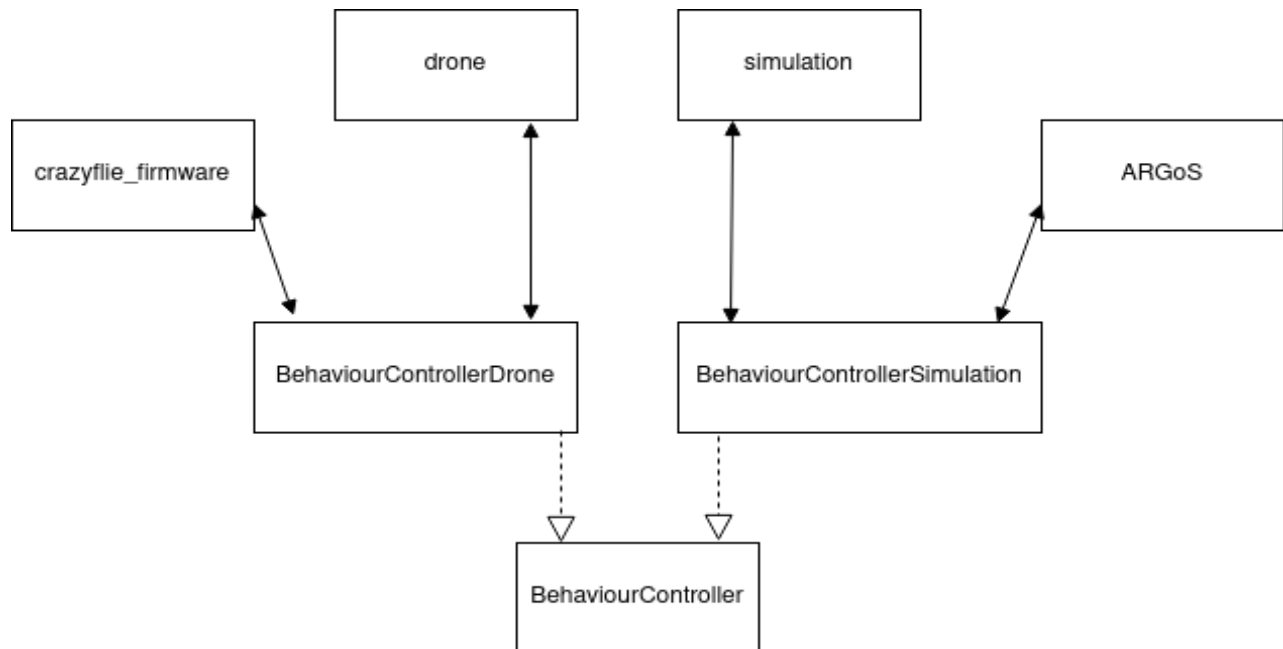 drone
simulation
crazyflie_firmware
ARGoS
BehaviourControllerDrone
BehaviourControllerSimulation
BehaviourController